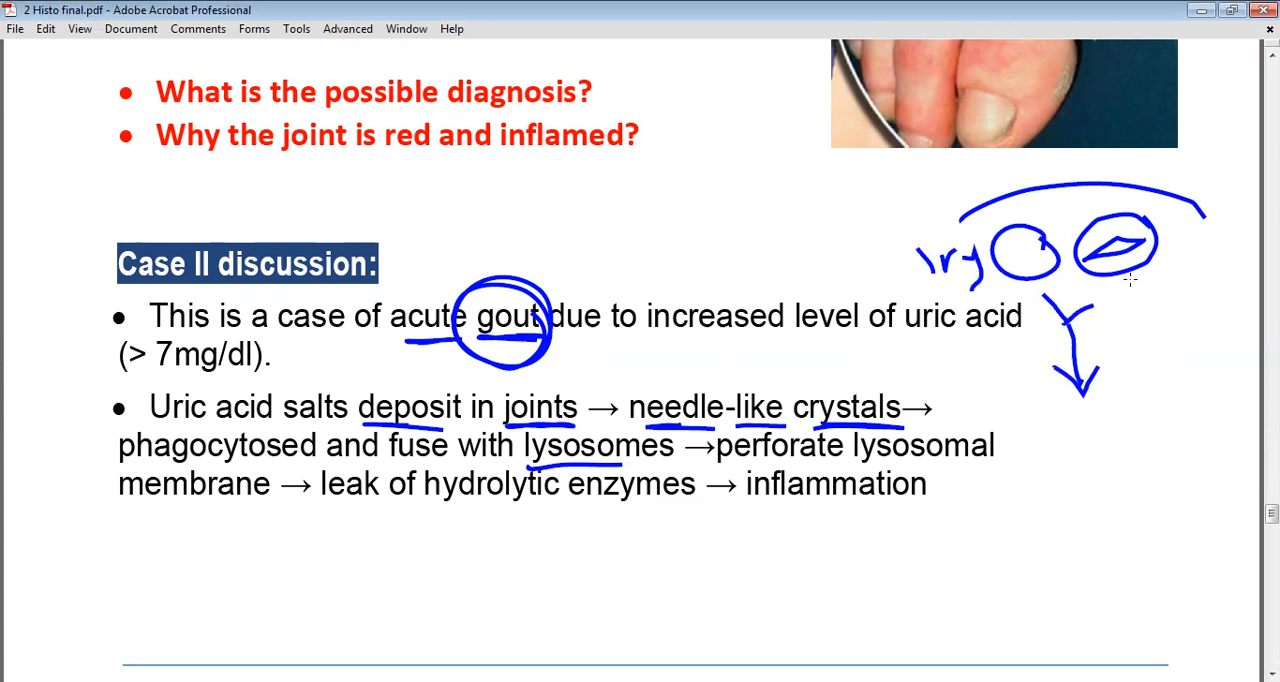 2 Histo final.pdf - Adobe Acrobat Professional
File Edit View Document Comments Forms Tools Advanced Window Help
• What is the possible diagnosis?
• Why the joint is red and inflamed?
Case II discussion:
• This is a case of acute gout due to increased level of uric acid
(> 7mg/dl).
• Uric acid salts deposit in joints → needle-like crystals→
phagocytosed and fuse with lysosomes →perforate lysosomal
membrane → leak of hydrolytic enzymes → inflammation